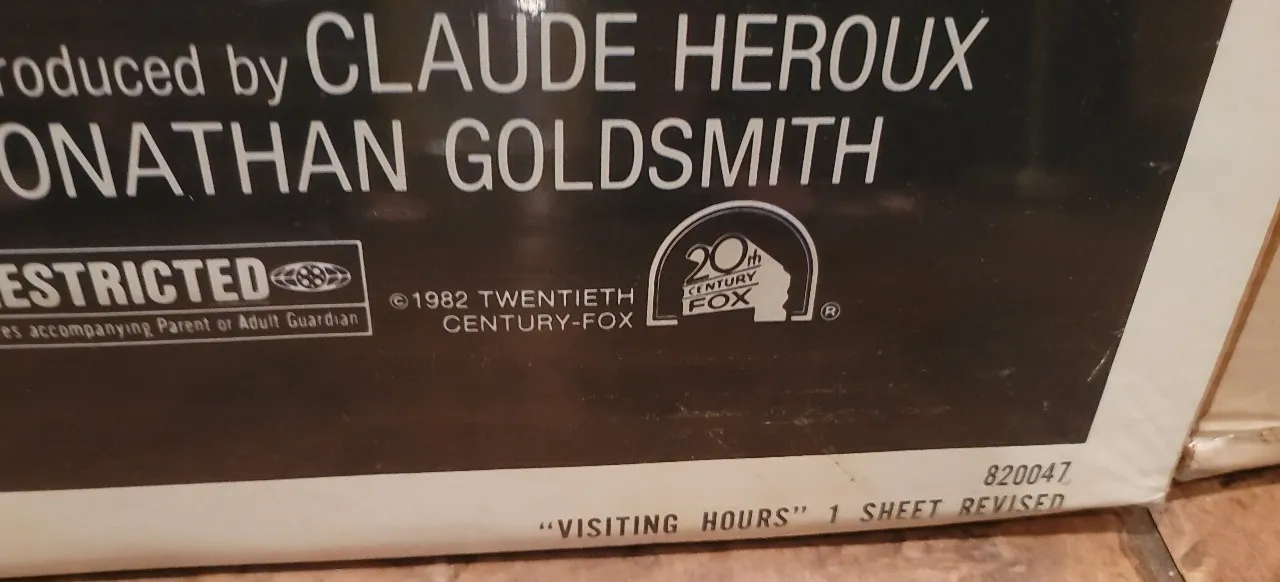 roduced by CLAUDE HEROUX
ONATHAN GOLDSMITH
ESTRICTED
es accompanying Parent or Adult Guardian
©1982 TWENTIETH
CENTURY-FOX
20th
CENTURY
FOX
®
820047
"VISITING HOURS" 1 SHEET REVISED